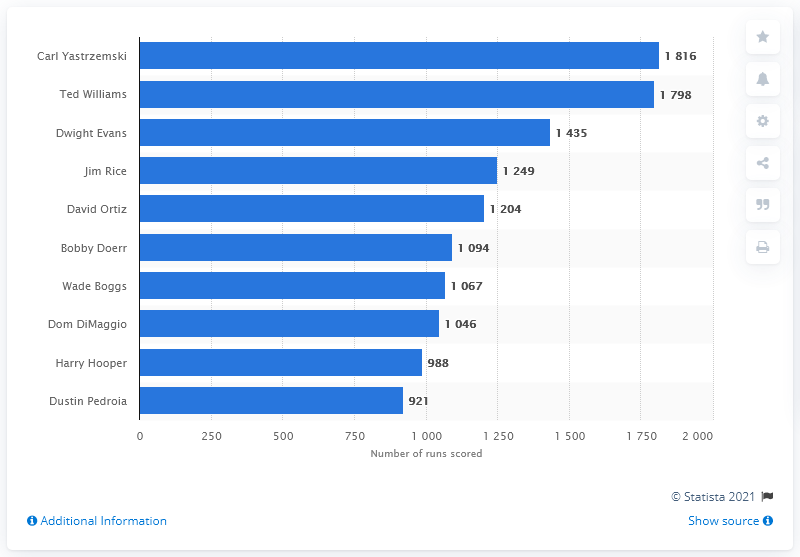 Carl Yastrzemski 1 816
Ted Williams 1 798
Dwight Evans 1 435
Jim Rice 1 249
David Ortiz 1 204
Bobby Doerr 1 094
Wade Boggs 1 067
Dom DiMaggio 1 046
Harry Hooper 988
Dustin Pedroia 921
0 250 500 750 1 000 1 250 1 500 1 750 2 000
Number of runs scored
© Statista 2021
Additional Information Show source